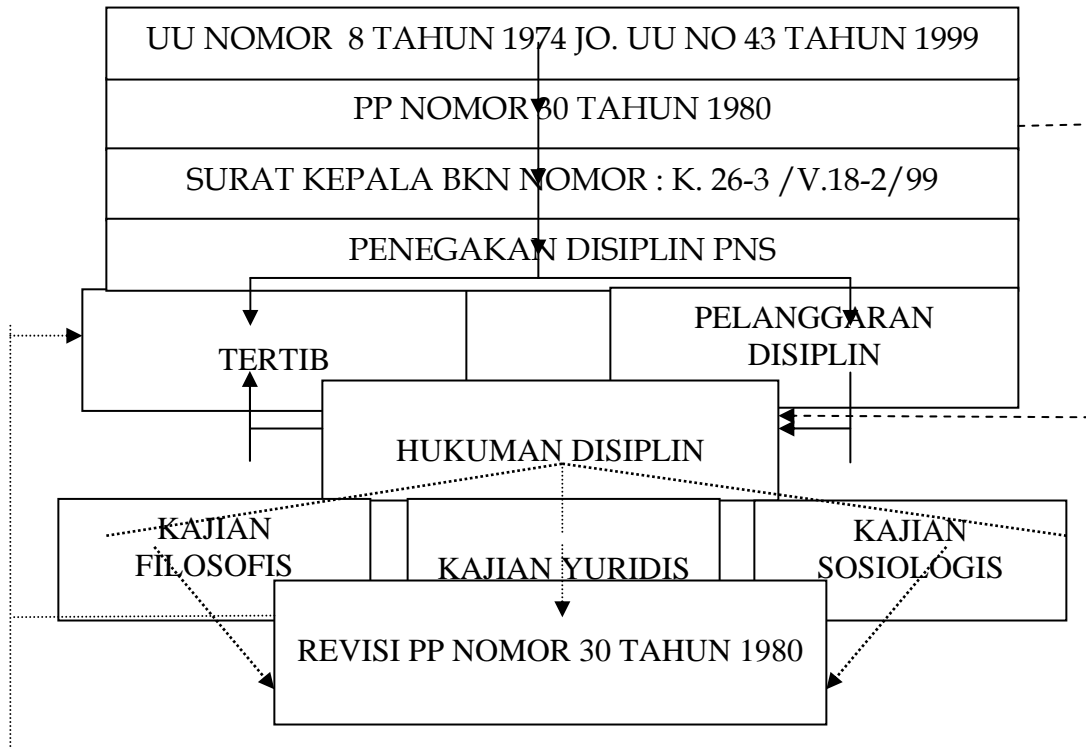 UU NOMOR 8 TAHUN 1974 JO. UU NO 43 TAHUN 1999
PP NOMOR 30 TAHUN 1980
SURAT KEPALA BKN NOMOR : K. 26-3 /V.18-2/99
PENEGAKAN DISIPLIN PNS
TERTIB
PELANGGARAN
DISIPLIN
HUKUMAN DISIPLIN
KAJIAN
FILOSOFIS
KAJIAN YURIDIS
KAJIAN
SOSIOLOGIS
REVISI PP NOMOR 30 TAHUN 1980